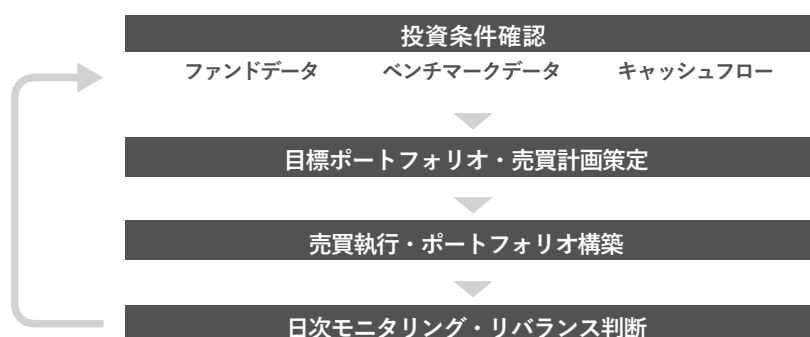 投資条件確認
ファンドデータ ベンチマークデータ キャッシュフロー
目標ポートフォリオ・売買計画策定
売買執行・ポートフォリオ構築
日次モニタリング・リバランス判断